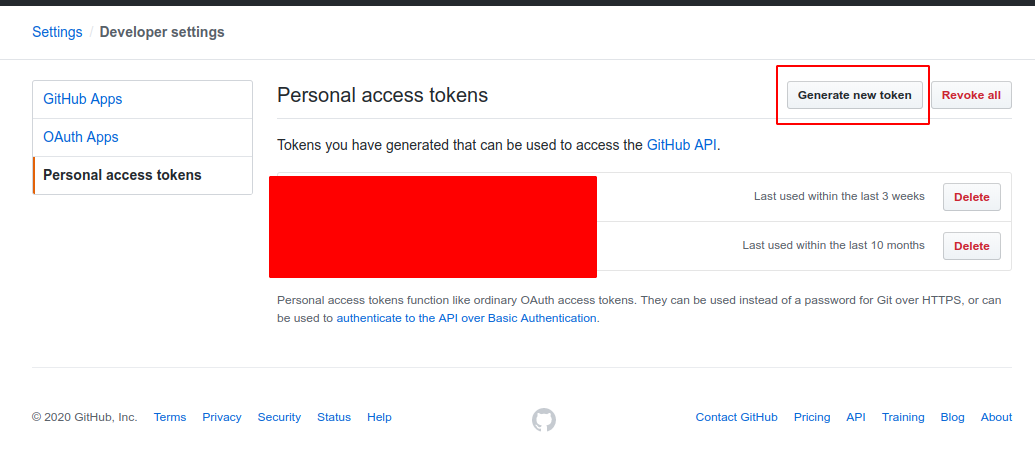 Settings / Developer settings
GitHub Apps
OAuth Apps
Personal access tokens
Personal access tokens
Generate new token
Revoke all
Tokens you have generated that can be used to access the GitHub API.
Last used within the last 3 weeks
Delete
Last used within the last 10 months
Delete
Personal access tokens function like ordinary OAuth access tokens. They can be used instead of a password for Git over HTTPS, or can
be used to authenticate to the API over Basic Authentication.
© 2020 GitHub, Inc. Terms Privacy Security Status Help Contact GitHub Pricing API Training Blog About